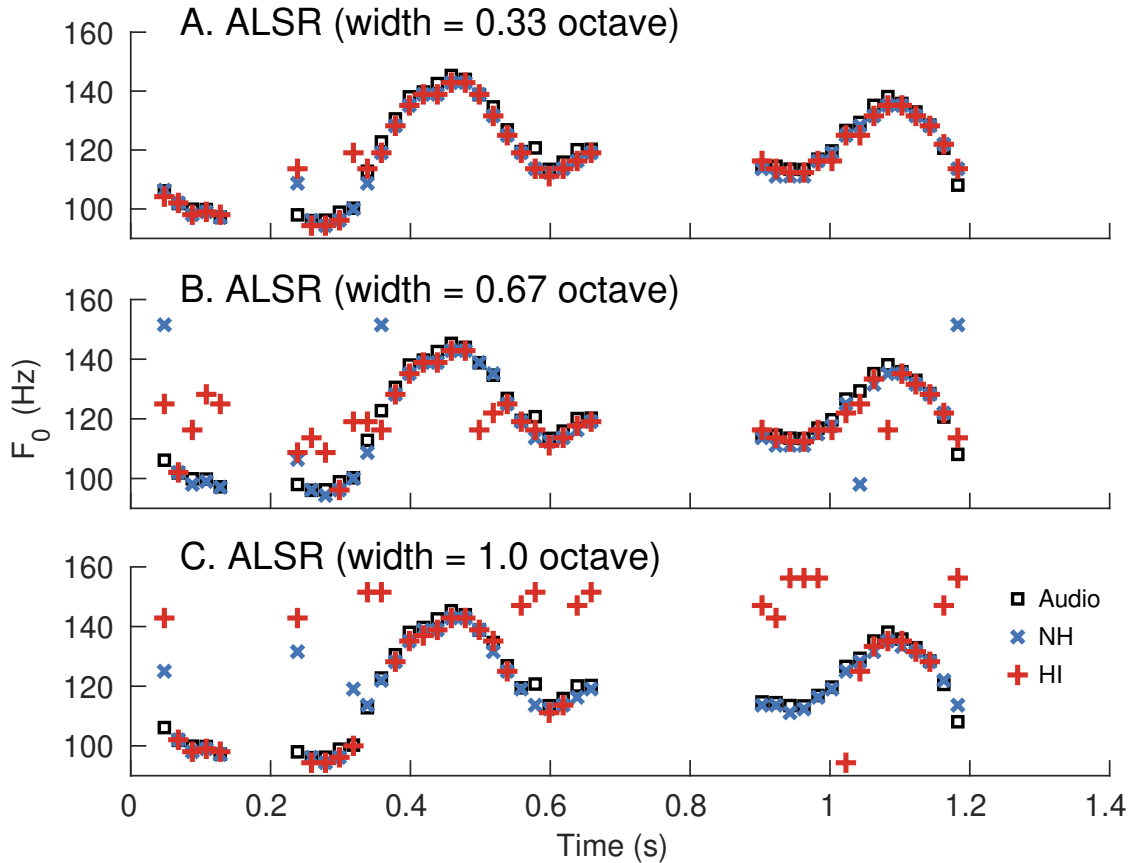 A. ALSR (width = 0.33 octave)
160
140
120
100
B. ALSR (width = 0.67 octave)
160
140
120
100
F0 (Hz)
C. ALSR (width = 1.0 octave)
160
140
120
100
Audio
NH
HI
0 0.2 0.4 0.6 0.8 1 1.2 1.4
Time (s)